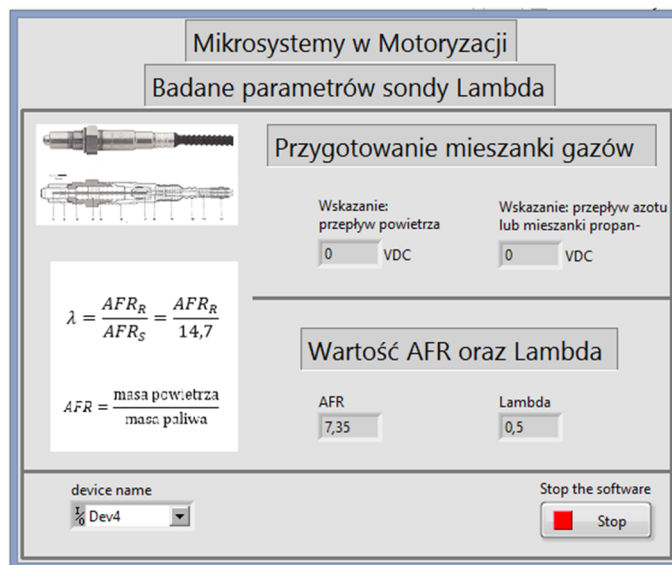 Mikrosystemy w Motoryzacji
Badane parametrów sondy Lambda
Przygotowanie mieszanki gazów
Wskazanie:
przepływ powietrza
0 VDC
Wskazanie: przepływ azotu
lub mieszanki propan-
0 VDC
λ = AFR_R / AFR_S = AFR_R / 14,7
AFR = masa powietrza / masa paliwa
Wartość AFR oraz Lambda
AFR
7,35
Lambda
0,5
device name
I/O Dev4
Stop the software
Stop